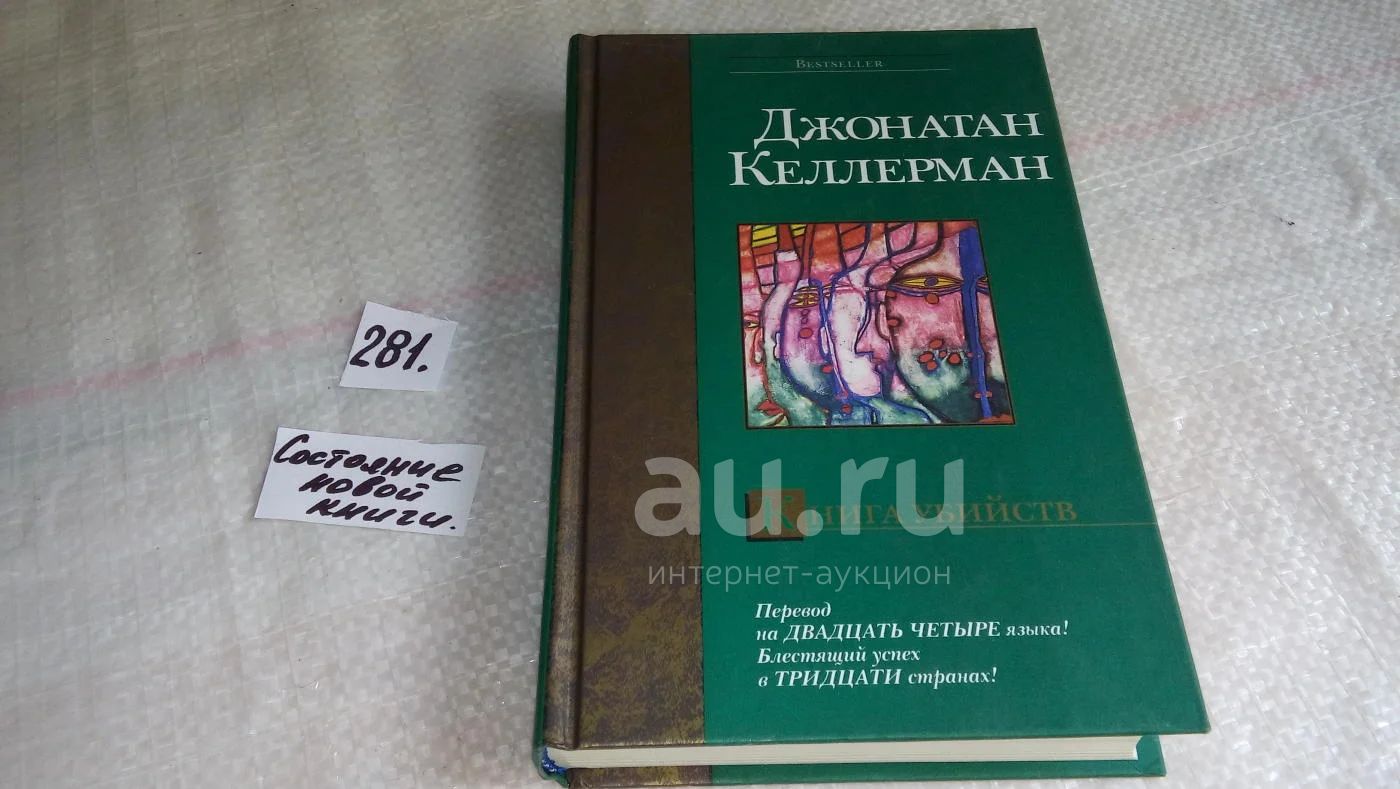 BESTSELLER
ДЖОНАТАН
КЕЛЛЕРМАН
281.
Состояние
новой
книги.
au.ru
КНИГА УБИЙСТВ
интернет-аукцион
Перевод
на ДВАДЦАТЬ ЧЕТЫРЕ языка!
Блестящий успех
в ТРИДЦАТИ странах!